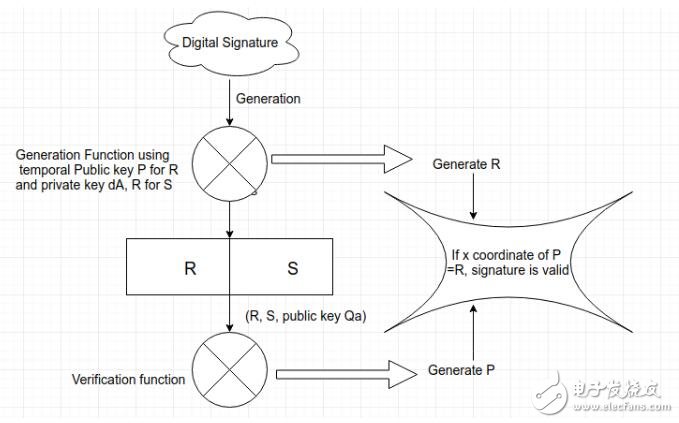 Digital Signature
Generation
Generation Function using
temporal Public key P for R
and private key dA, R for S
Generate R
If x coordinate of P
=R, signature is valid
R
S
(R, S, public key Qa)
Verification function
Generate P
电子发烧友
www.elecfans.com